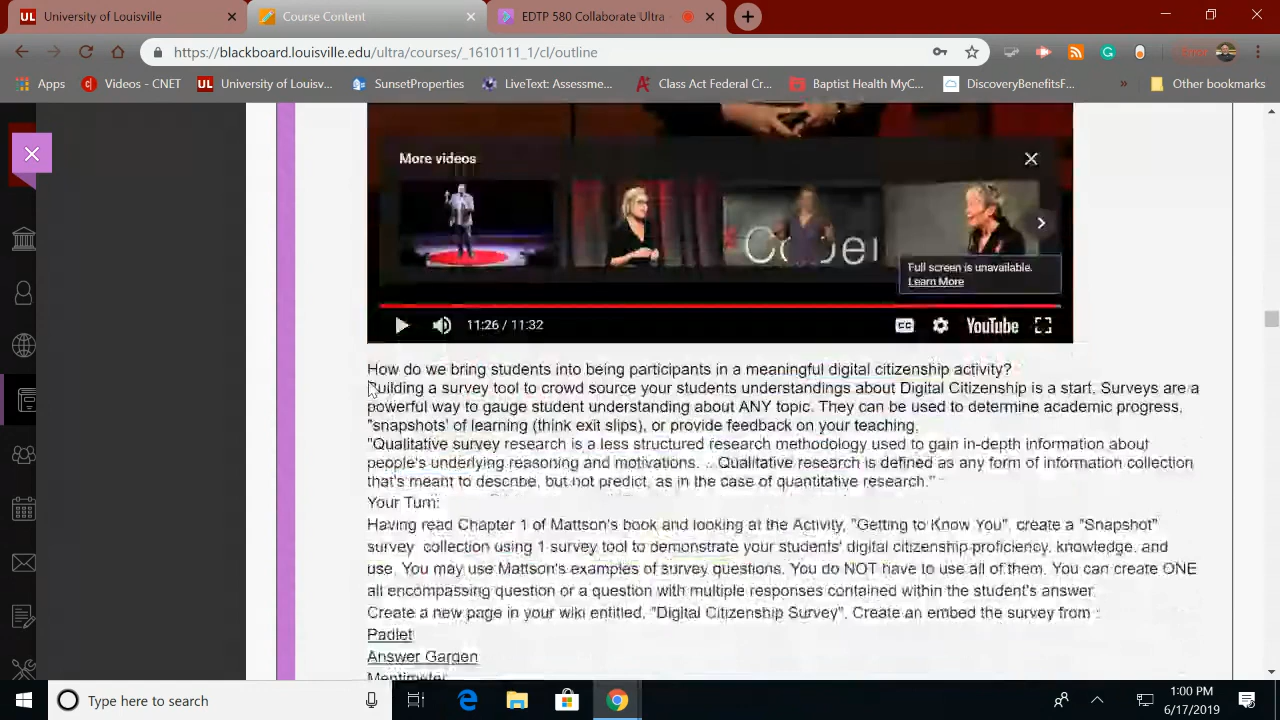 University of Louisville
Course Content
EDTP 580 Collaborate Ultra
https://blackboard.louisville.edu/ultra/courses/_1610111_1/cl/outline
Apps
Videos - CNET
University of Louisv...
SunsetProperties
LiveText: Assessme...
Class Act Federal Cr...
Baptist Health MyC...
DiscoveryBenefitsF...
»
Other bookmarks
More videos
Full screen is unavailable.
Learn More
11:26 / 11:32
CC
YouTube
How do we bring students into being participants in a meaningful digital citizenship activity?
Building a survey tool to crowd source your students understandings about Digital Citizenship is a start, Surveys are a
powerful way to gauge student understanding about ANY topic. They can be used to determine academic progress,
"snapshots' of learning (think exit slips), or provide feedback on your teaching,
"Qualitative survey research is a less structured research methodology used to gain in-depth information about
people's underlying reasoning and motivations. .. Qualitative research is defined as any form of information collection
that's meant to describe, but not predict, as in the case of quantitative research."
Your Turn:
Having read Chapter 1 of Mattson's book and looking at the Activity, "Getting to Know You", create a "Snapshot"
survey collection using 1 survey tool to demonstrate your students' digital citizenship proficiency, knowledge, and
use. You may use Mattson's examples of survey questions. You do NOT have to use all of them. You can create ONE
all encompassing question or a question with multiple responses contained within the student's answer.
Create a new page in your wiki entitled, "Digital Citizenship Survey". Create an embed the survey from :
Padlet
Answer Garden
Mentimeter
Type here to search
1:00 PM
6/17/2019